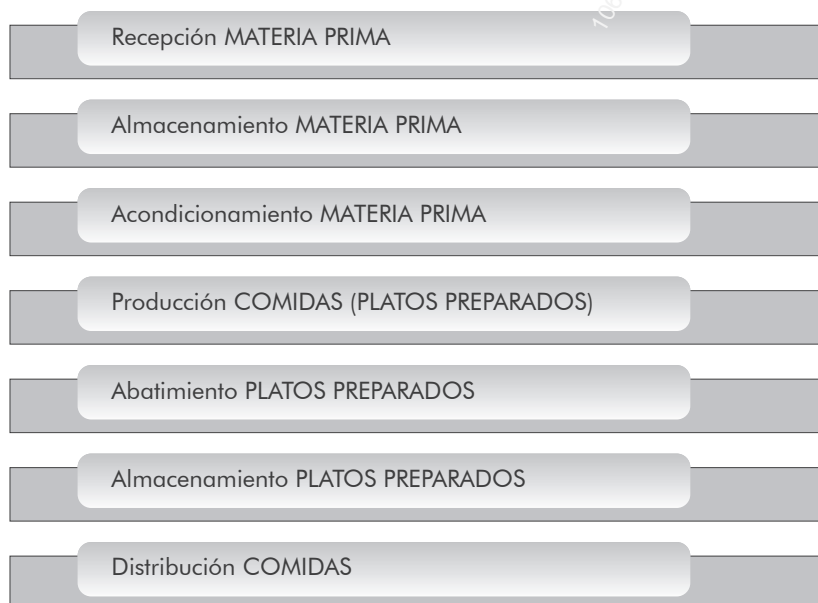 Recepción MATERIA PRIMA
Almacenamiento MATERIA PRIMA
Acondicionamiento MATERIA PRIMA
Producción COMIDAS (PLATOS PREPARADOS)
Abatimiento PLATOS PREPARADOS
Almacenamiento PLATOS PREPARADOS
Distribución COMIDAS